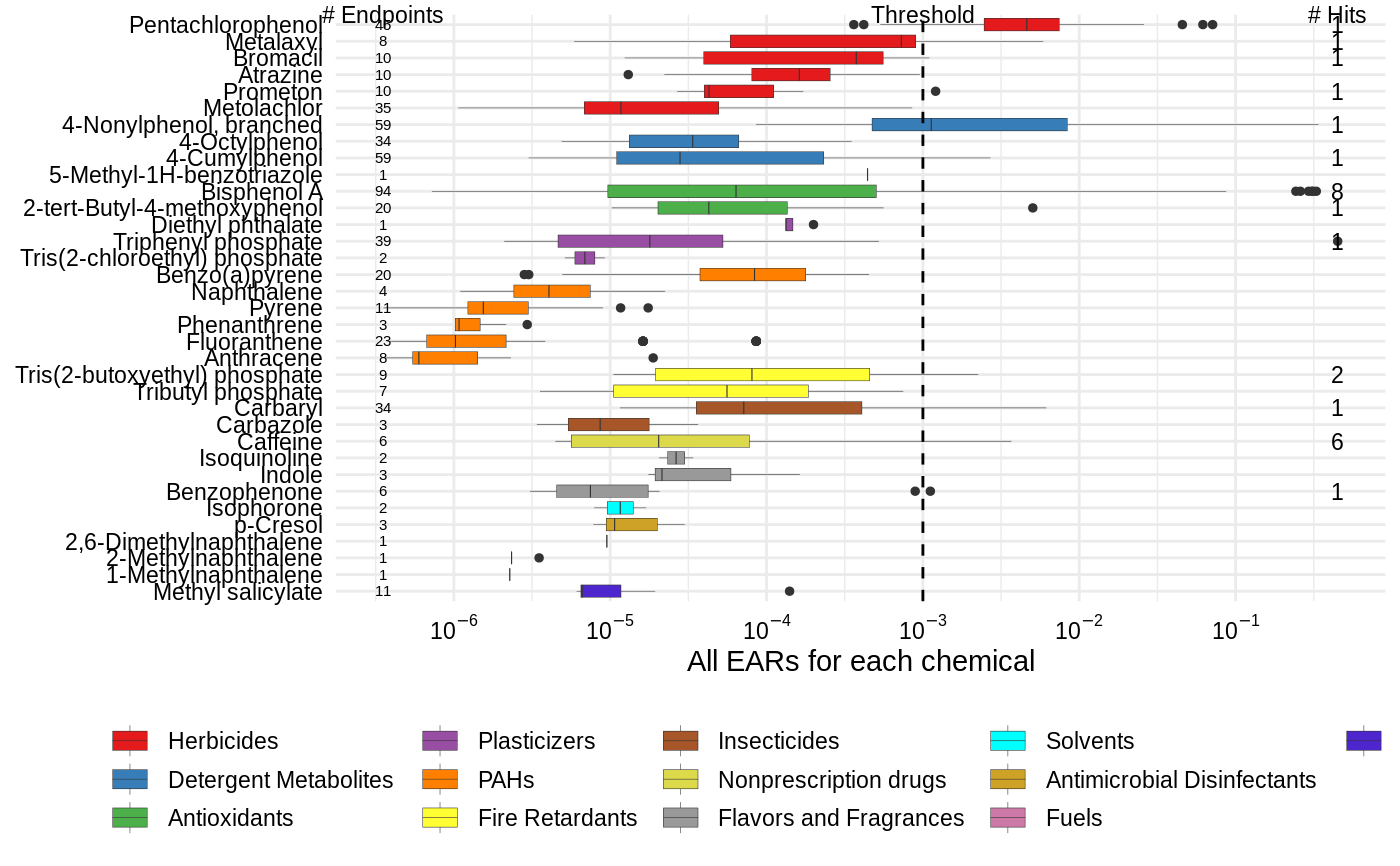 # Endpoints Threshold # Hits
Pentachlorophenol 48 1
Metalaxyl 8 1
Bromacil 10 1
Atrazine 10
Prometon 10 1
Metolachlor 35
4-Nonylphenol, branched 59 1
4-Octylphenol 34
4-Cumylphenol 59 1
5-Methyl-1H-benzotriazole 1
Bisphenol A 94 8
2-tert-Butyl-4-methoxyphenol 20 1
Diethyl phthalate 1
Triphenyl phosphate 39 1
Tris(2-chloroethyl) phosphate 2
Benzo(a)pyrene 20
Naphthalene 4
Pyrene 11
Phenanthrene 3
Fluoranthene 23
Anthracene 8
Tris(2-butoxyethyl) phosphate 9 2
Tributyl phosphate 7
Carbaryl 34 1
Carbazole 3
Caffeine 6 6
Isoquinoline 2
Indole 3
Benzophenone 6 1
Isophorone 2
p-Cresol 3
2,6-Dimethylnaphthalene 1
2-Methylnaphthalene 1
1-Methylnaphthalene 1
Methyl salicylate 11
10⁻⁶ 10⁻⁵ 10⁻⁴ 10⁻³ 10⁻² 10⁻¹
All EARs for each chemical
Herbicides Plasticizers Insecticides Solvents
Detergent Metabolites PAHs Nonprescription drugs Antimicrobial Disinfectants
Antioxidants Fire Retardants Flavors and Fragrances Fuels